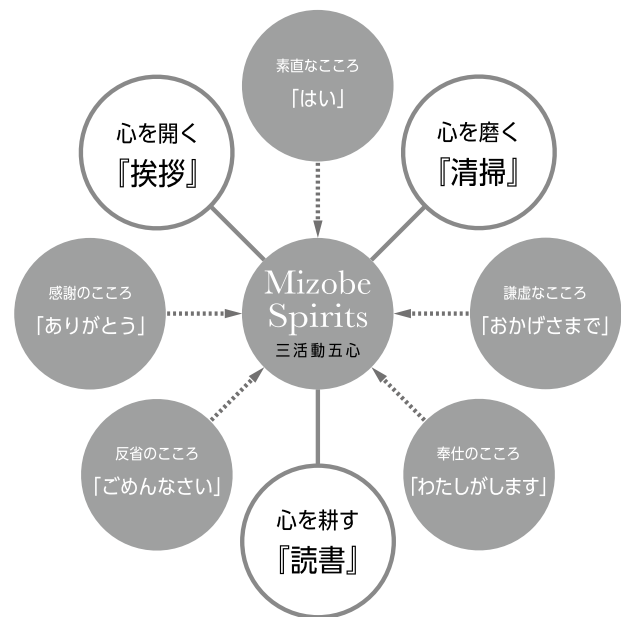 素直なこころ
「はい」
心を開く
『挨拶』
心を磨く
『清掃』
感謝のこころ
「ありがとう」
Mizobe
Spirits
三活動五心
謙虚なこころ
「おかげさまで」
反省のこころ
「ごめんなさい」
奉仕のこころ
「わたしがします」
心を耕す
『読書』